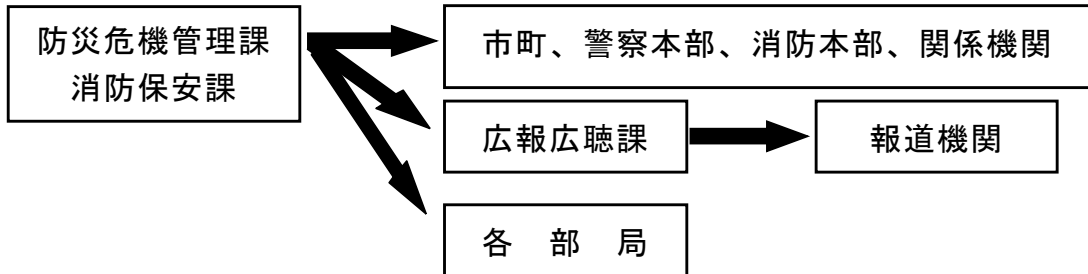 防災危機管理課
消防保安課
市町、警察本部、消防本部、関係機関
広報広聴課
報道機関
各 部 局